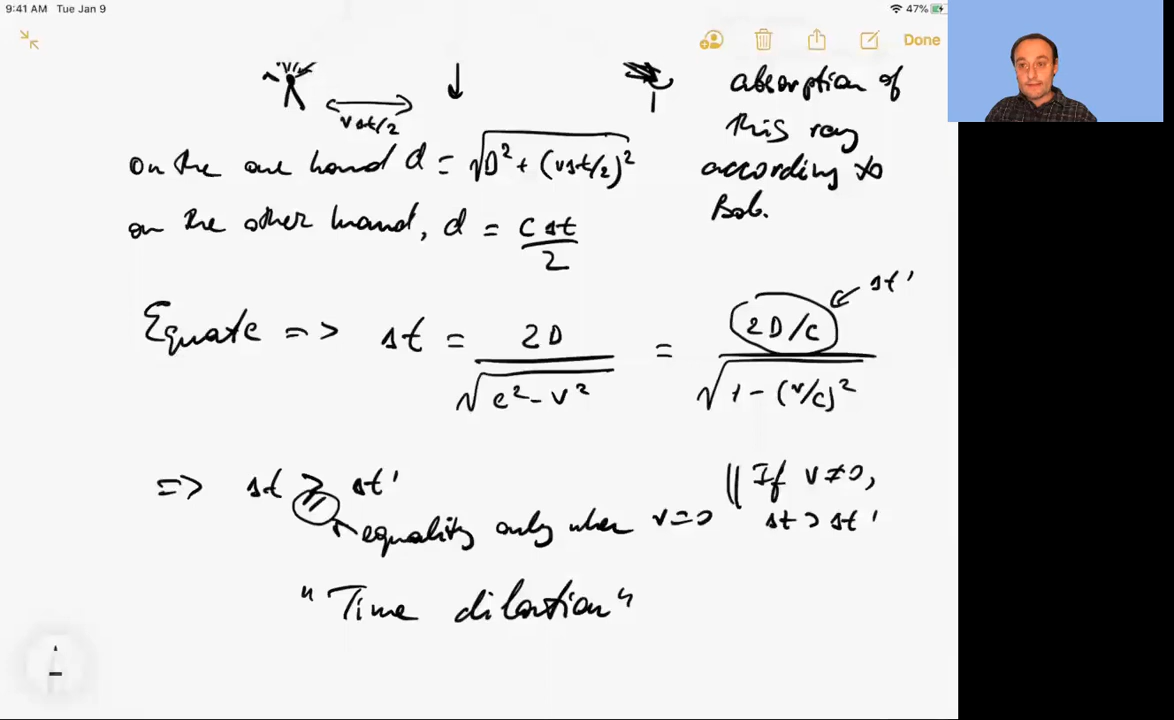 9:41 AM Tue Jan 9
47%
Done
vΔt/2
absorption of
this ray
according to
Bob.
on the one hand d = √(D² + (vΔt/2)²)
on the other hand, d = cΔt/2
Equate => Δt = 2D/√(c² - v²) = (2D/c)/√(1 - (v/c)²)
Δt'
=> Δt ≥ Δt'
equality only when v=0
|| If v≠0,
Δt > Δt'
"Time dilation"